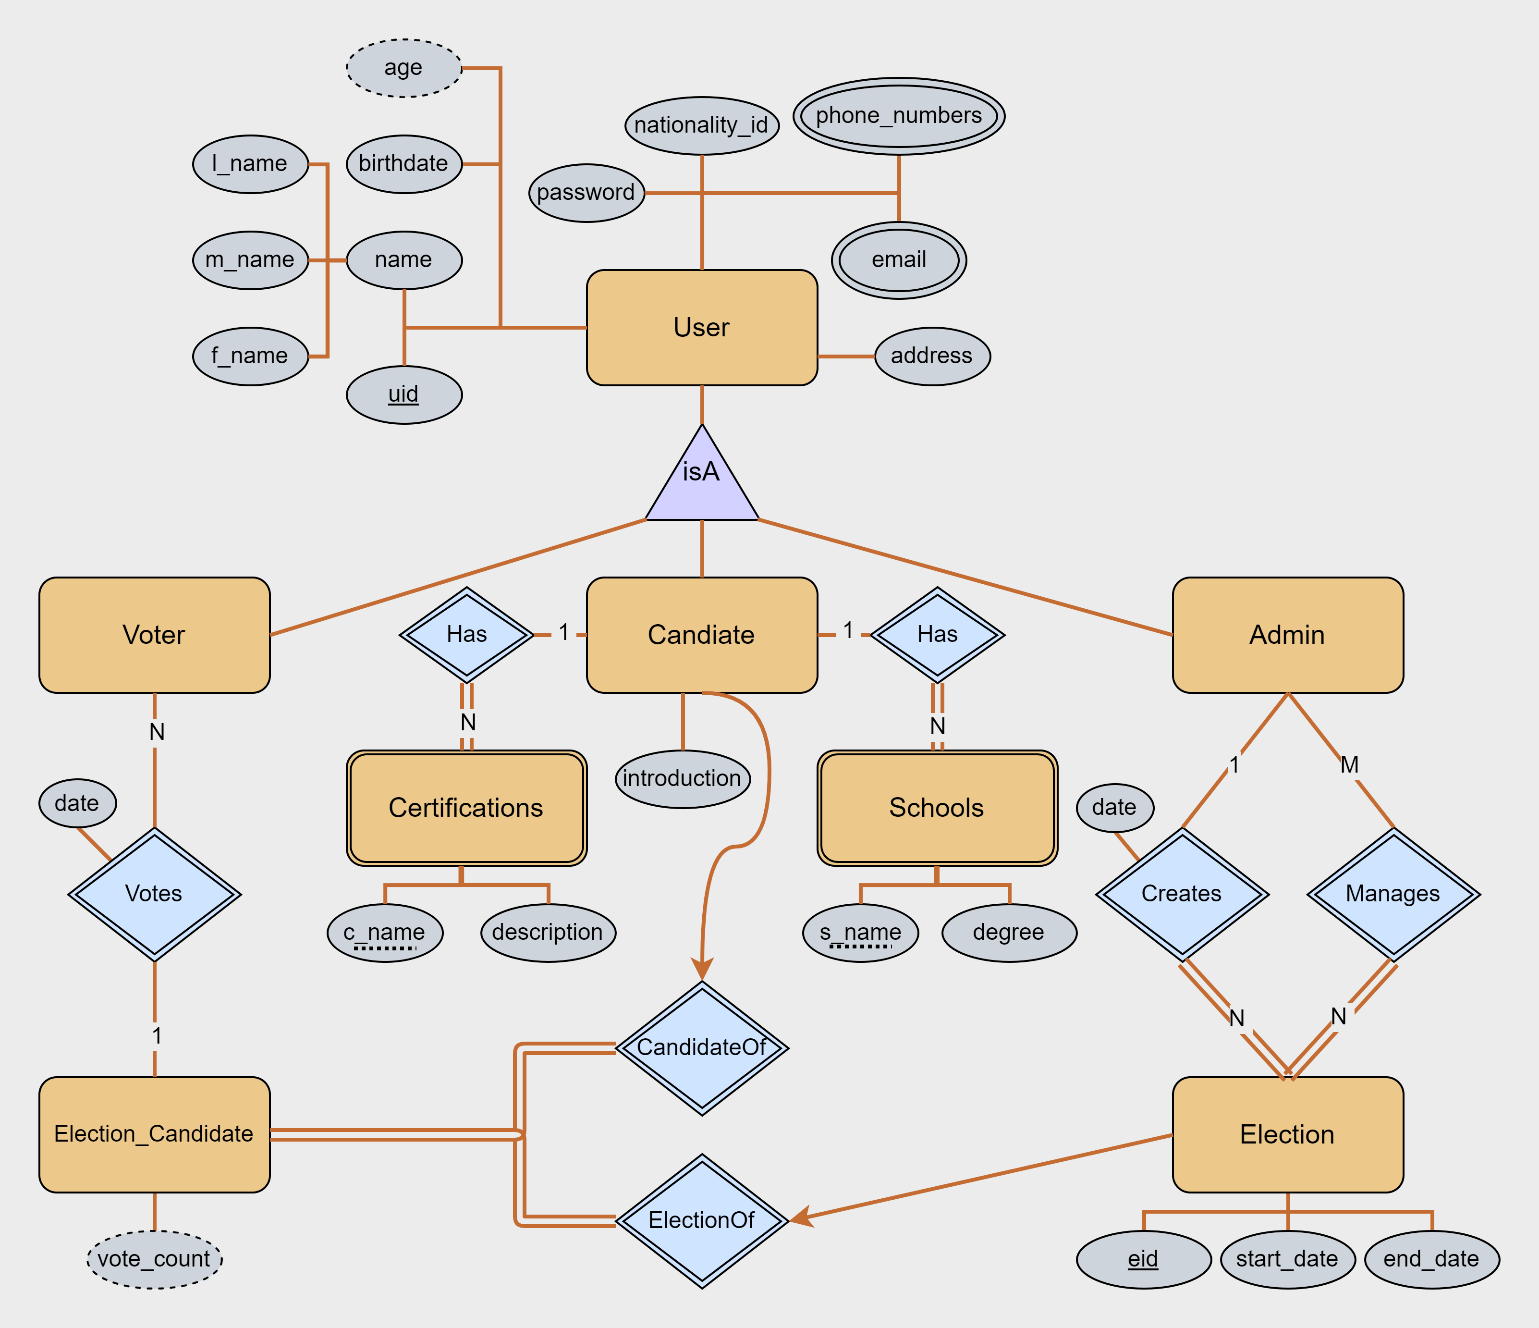 age
nationality_id
phone_numbers
l_name
birthdate
password
m_name
name
email
User
f_name
address
uid
isA
Voter
Has
1
Candiate
1
Has
Admin
N
N
N
1
M
introduction
date
Certifications
Schools
date
Votes
Creates
Manages
c_name
description
s_name
degree
N
N
1
CandidateOf
Election_Candidate
Election
ElectionOf
vote_count
eid
start_date
end_date